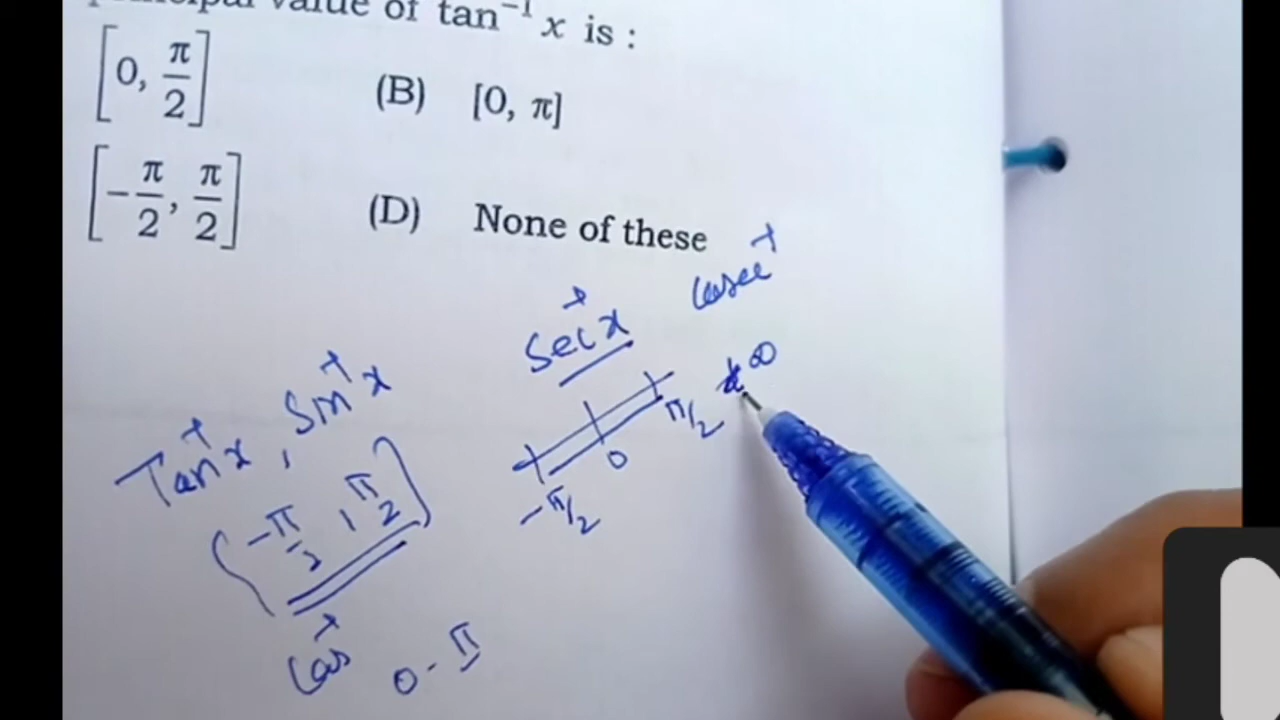 principal value of tan⁻¹ x is :
[0, π/2] (B) [0, π]
[-π/2, π/2] (D) None of these
Cosec⁻¹
Sec⁻¹x
∞
-π/2 0 π/2
Tan⁻¹x, Sin⁻¹x
(-π/2, π/2)
Cos⁻¹ 0 - π